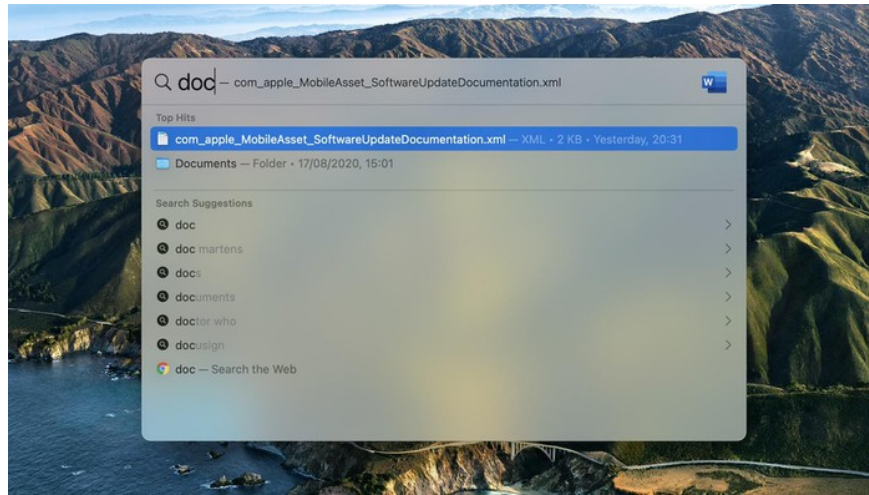 doc — com_apple_MobileAsset_SoftwareUpdateDocumentation.xml
W
Top Hits
com_apple_MobileAsset_SoftwareUpdateDocumentation.xml — XML • 2 KB • Yesterday, 20:31
Documents — Folder • 17/08/2020, 15:01
Search Suggestions
doc
doc martens
docs
documents
doctor who
docusign
doc — Search the Web